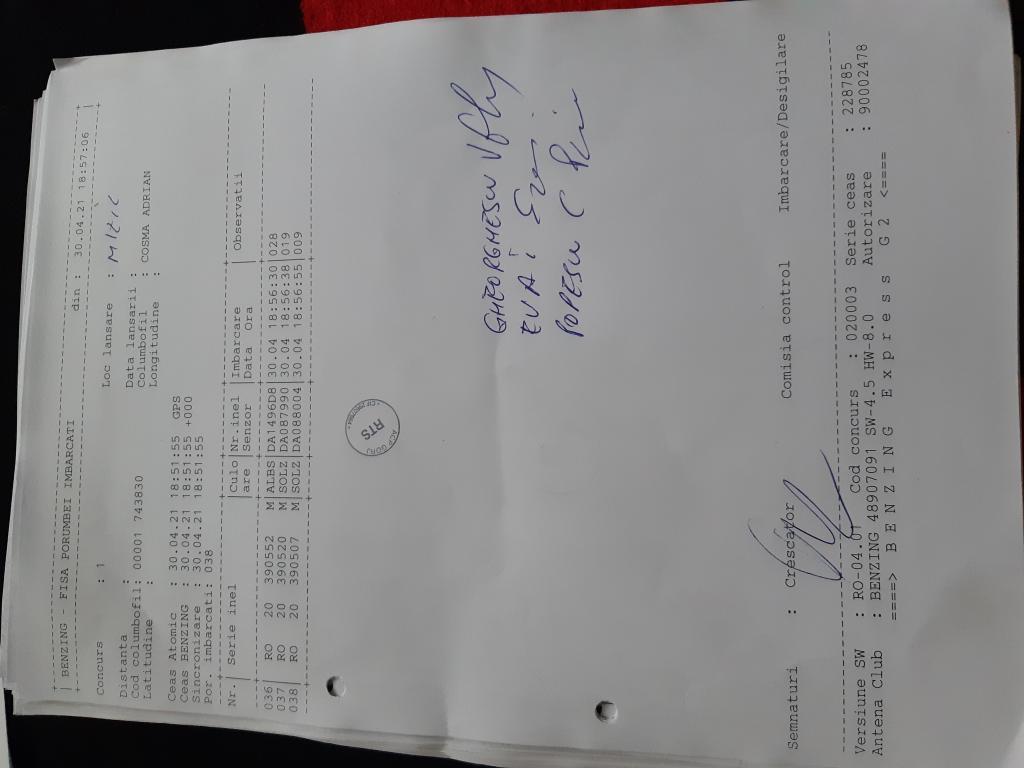 BENZING - FISA PORUMBEI IMBARCATI din : 30.04.21 18:57:06
Concurs : 1 Loc lansare : MIZIL
Distanta : Data lansarii :
Cod columbofil: 00001 743830 Columbofil : COSMA ADRIAN
Latitudine : Longitudine :
Ceas Atomic : 30.04.21 18:51:55 GPS
Ceas BENZING : 30.04.21 18:51:55 +000
Sincronizare : 30.04.21 18:51:55
Por. imbarcati: 038
Nr.| Serie inel |Culo|Nr.inel |Imbarcare | Observatii
|are |Senzor |Data Ora |
036| RO 20 390552 M|ALBS|DA1496D8|30.04 18:56:30|028
037| RO 20 390520 M|SOLZ|DA087990|30.04 18:56:38|019
038| RO 20 390507 M|SOLZ|DA088004|30.04 18:56:55|009
ACIP GORJ
RTS
GHEORGHESCU
EVAI
POPESCU C
Semnaturi : Crescator Comisia control Imbarcare/Desigilare
Versiune SW : RO-04.01 Cod concurs : 020003 Serie ceas : 228785
Antena Club : BENZING 48907091 SW-4.5 HW-8.0 Autorizare : 90002478
====> B E N Z I N G E x p r e s s G 2 <====